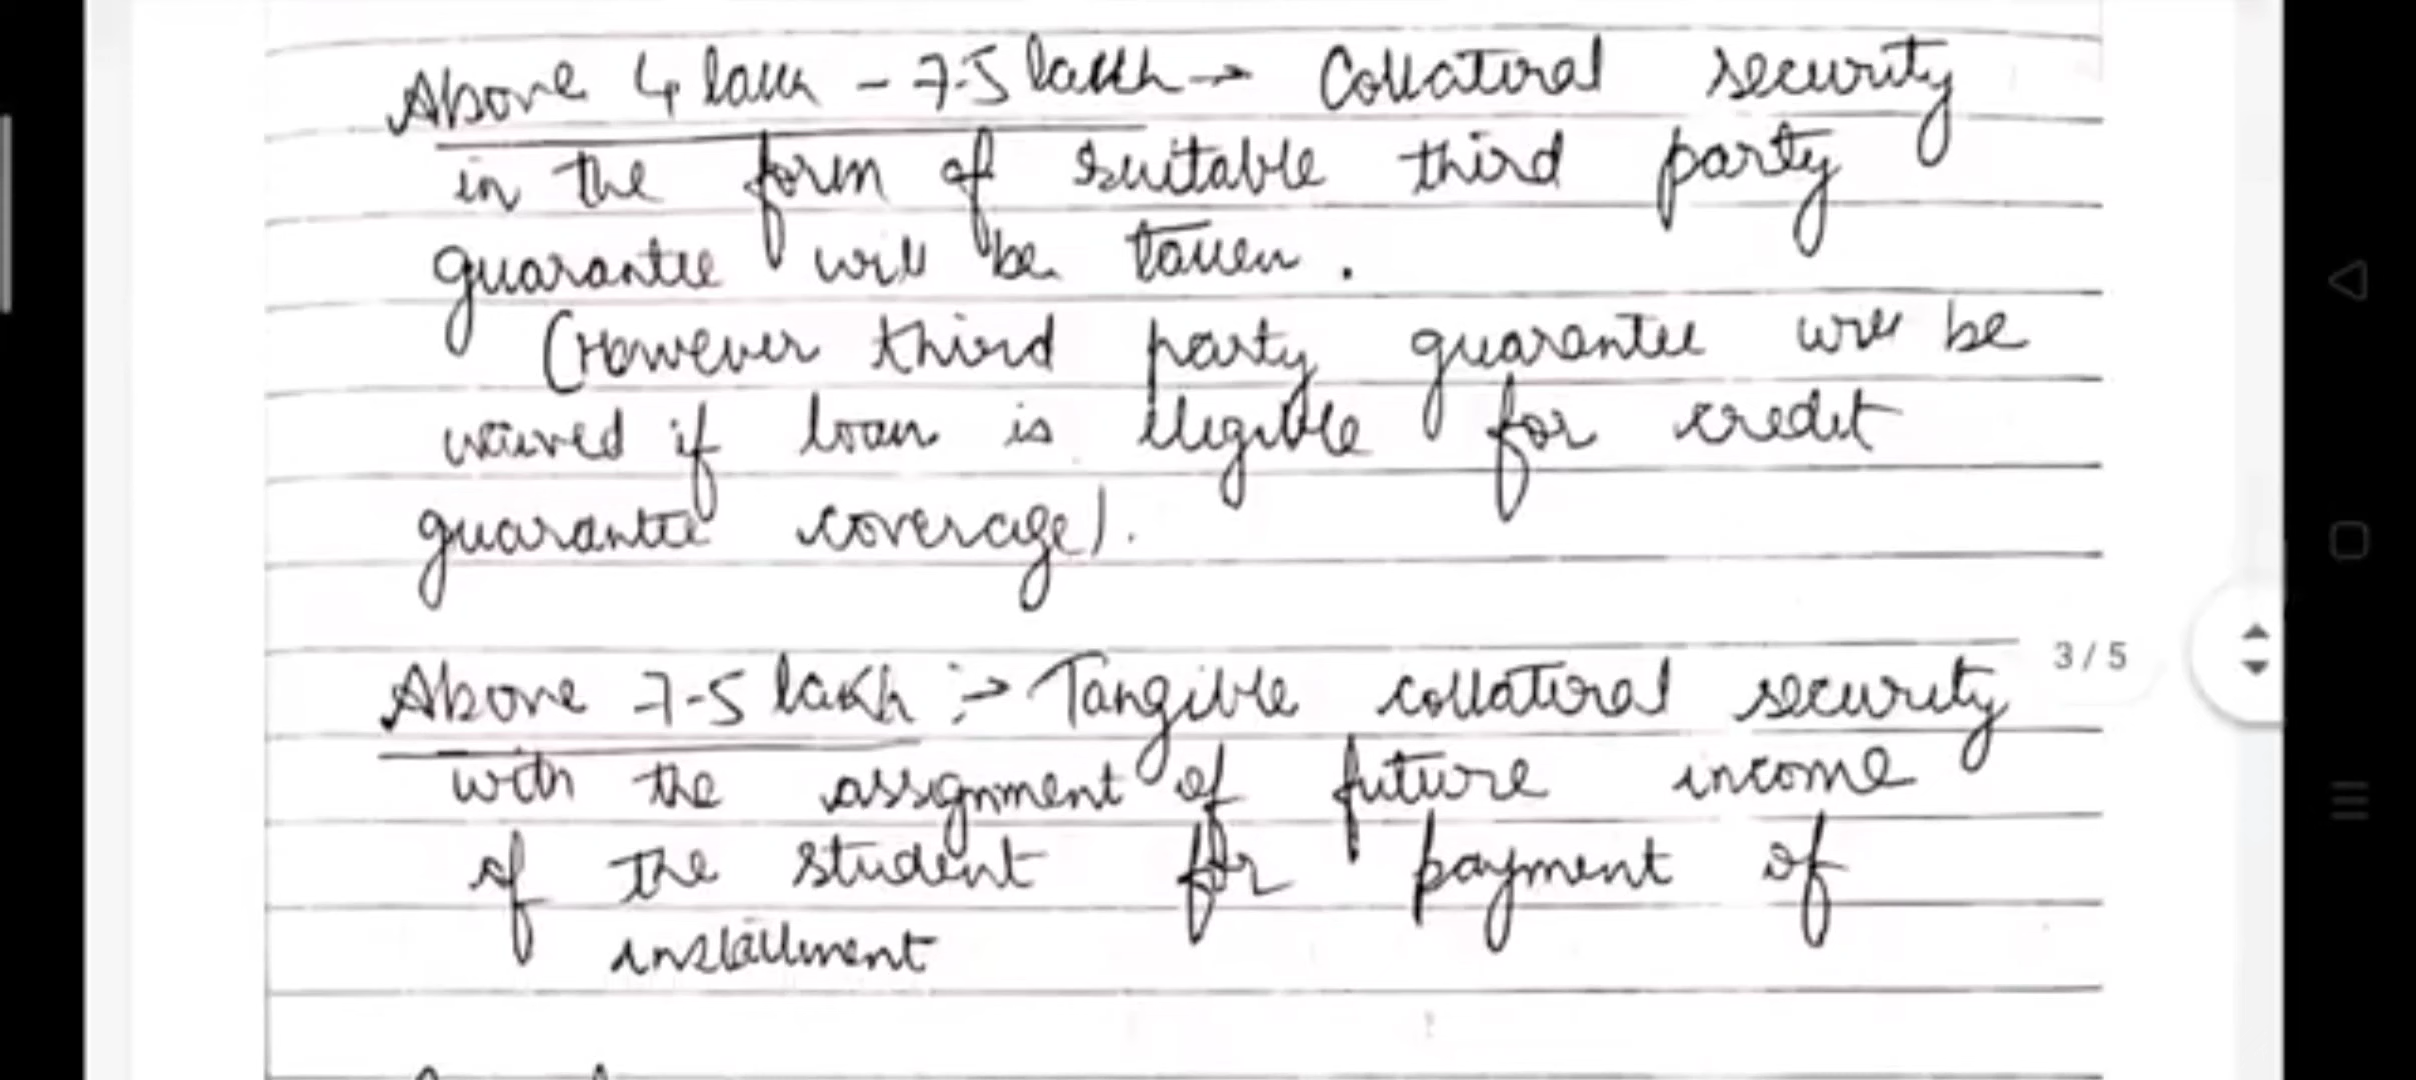 Above 4 lakh - 7.5 lakh → Collateral security
in the form of suitable third party
guarantee will be taken.
(However third party guarantee will be
waived if loan is eligible for credit
guarantee coverage).
3/5
Above 7.5 lakh :→ Tangible collateral security
with the assignment of future income
of the student for payment of
installment